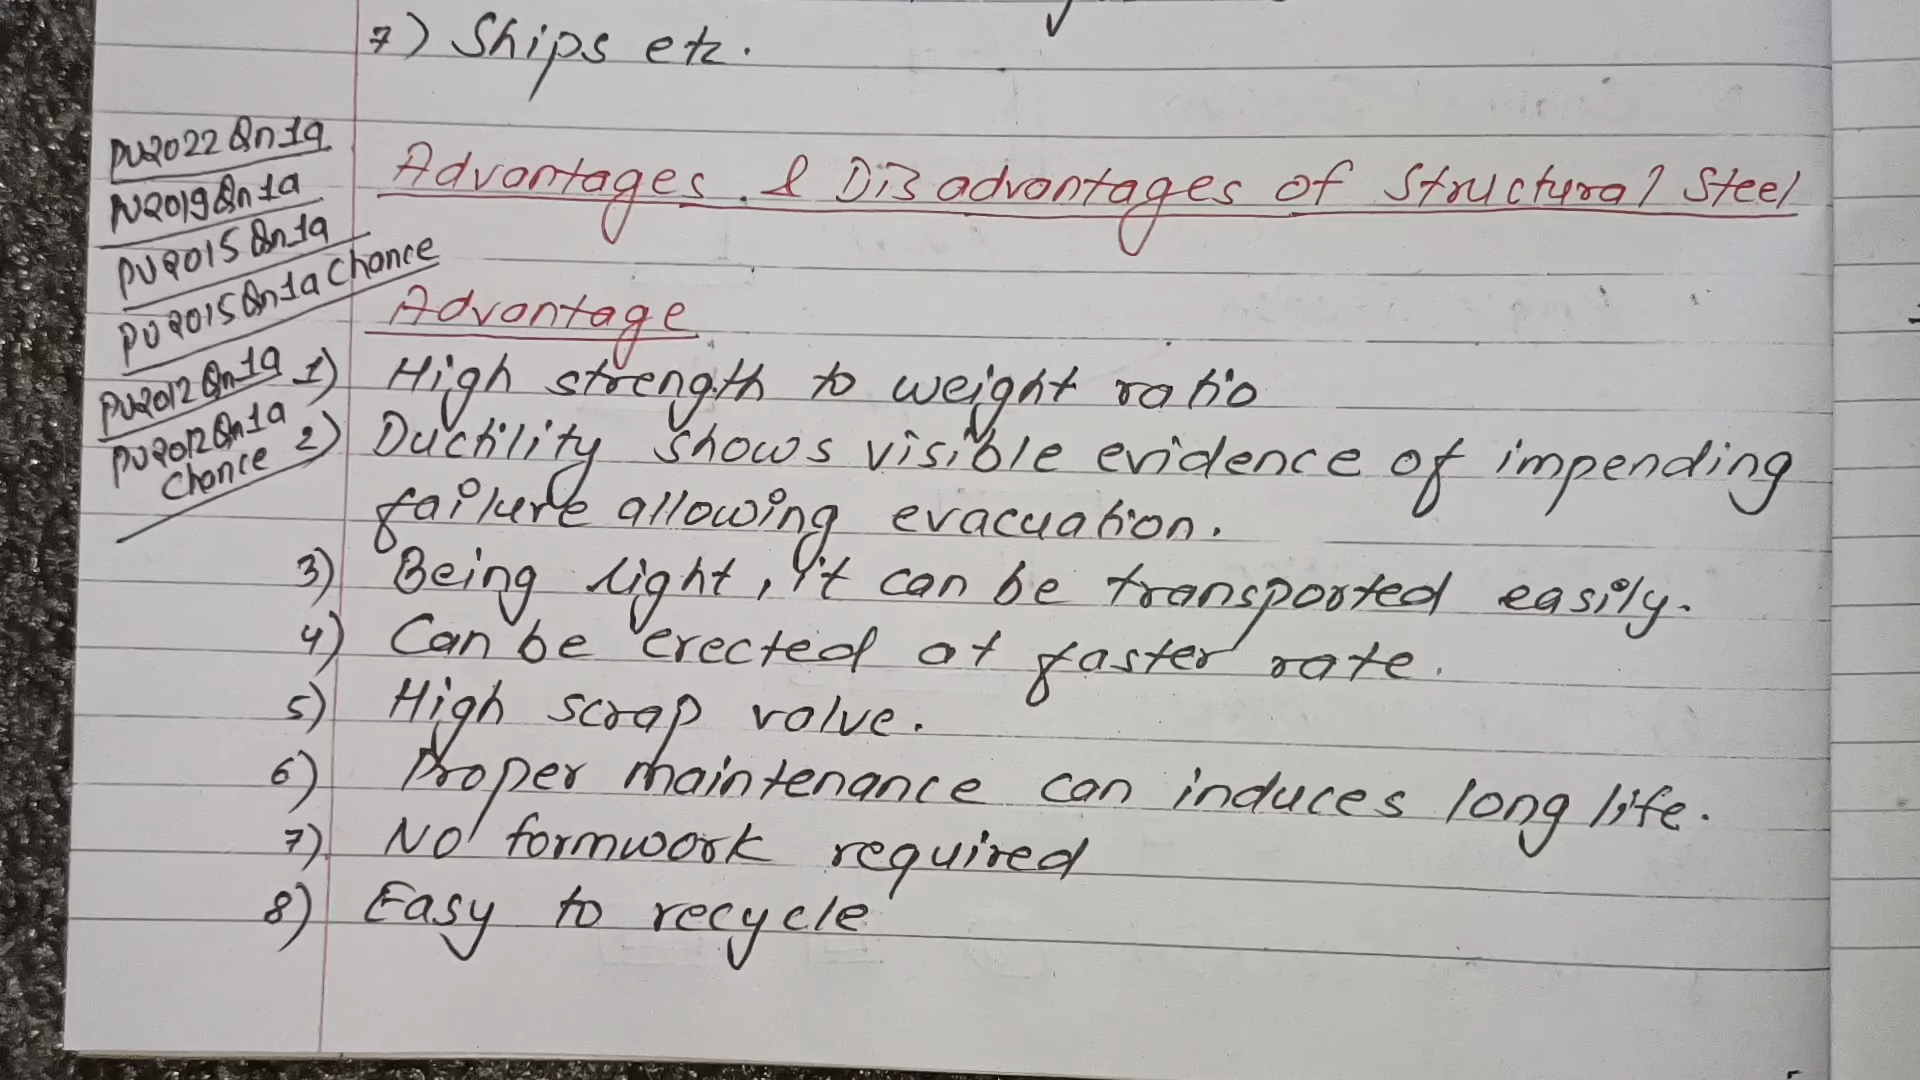 7) Ships etc.
PU2022 Qn 1a
PU2019 Qn 1a
PU2015 Qn 1a
PU2015 Qn 1a Chance
PU2012 Qn 1a
PU2012 Qn 1a
Chance
Advantages & Disadvantages of Structural Steel
Advantage
1) High strength to weight ratio
2) Ductility shows visible evidence of impending
failure allowing evacuation.
3) Being light, it can be transported easily.
4) Can be erected at faster rate.
5) High scrap value.
6) Proper maintenance can induces long life.
7) No formwork required
8) Easy to recycle